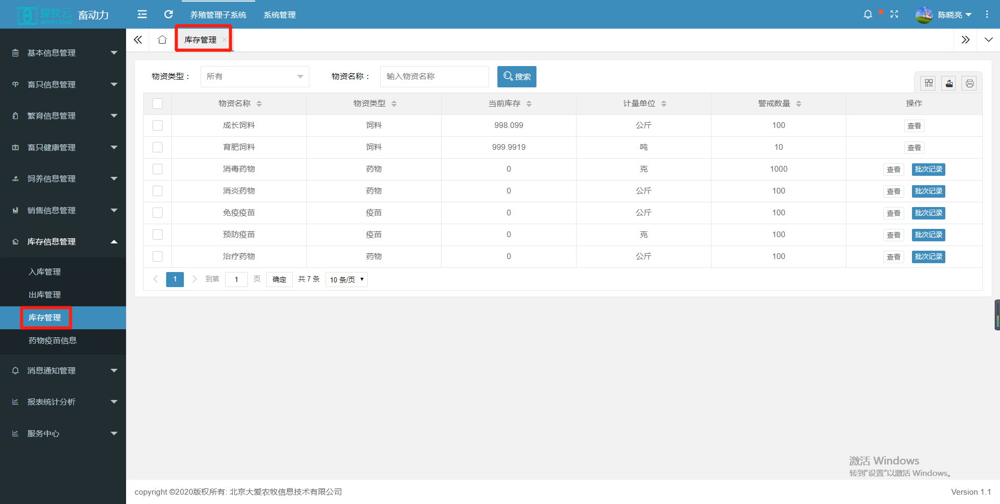 爱牧云 amorcloud 畜动力
养殖管理子系统 系统管理
陈晓亮
库存管理
基本信息管理
畜只信息管理
繁育信息管理
畜只健康管理
饲养信息管理
销售信息管理
库存信息管理
入库管理
出库管理
库存管理
药物疫苗信息
消息通知管理
报表统计分析
服务中心
物资类型： 所有 物资名称： 输入物资名称 搜索
物资名称 物资类型 当前库存 计量单位 警戒数量 操作
成长饲料 饲料 998.099 公斤 100 查看
育肥饲料 饲料 999.9919 吨 10 查看
消毒药物 药物 0 克 1000 查看 批次记录
消炎药物 药物 0 公斤 100 查看 批次记录
免疫疫苗 疫苗 0 公斤 100 查看 批次记录
预防疫苗 疫苗 0 克 100 查看 批次记录
治疗药物 药物 0 公斤 100 查看 批次记录
1 到第 1 页 确定 共 7 条 10 条/页
激活 Windows
转到"设置"以激活 Windows。
copyright ©2020版权所有: 北京大爱农牧信息技术有限公司
Version 1.1